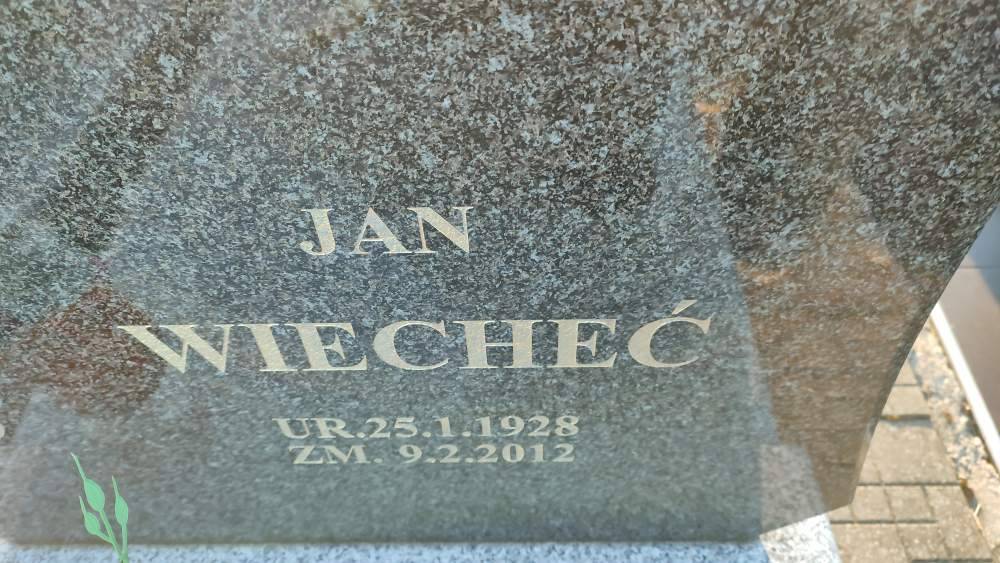 JAN
WIECHEĆ
UR.25.1.1928
ZM. 9.2.2012